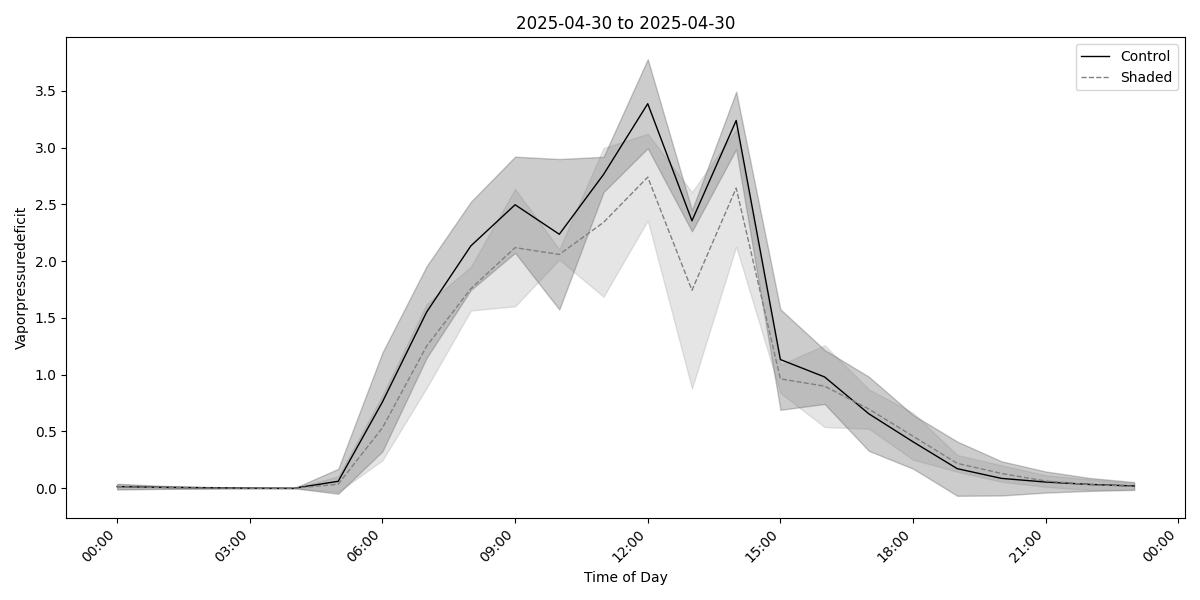 2025-04-30 to 2025-04-30
Control
Shaded
Vaporpressuredeficit
3.5
3.0
2.5
2.0
1.5
1.0
0.5
0.0
00:00 03:00 06:00 09:00 12:00 15:00 18:00 21:00 00:00
Time of Day